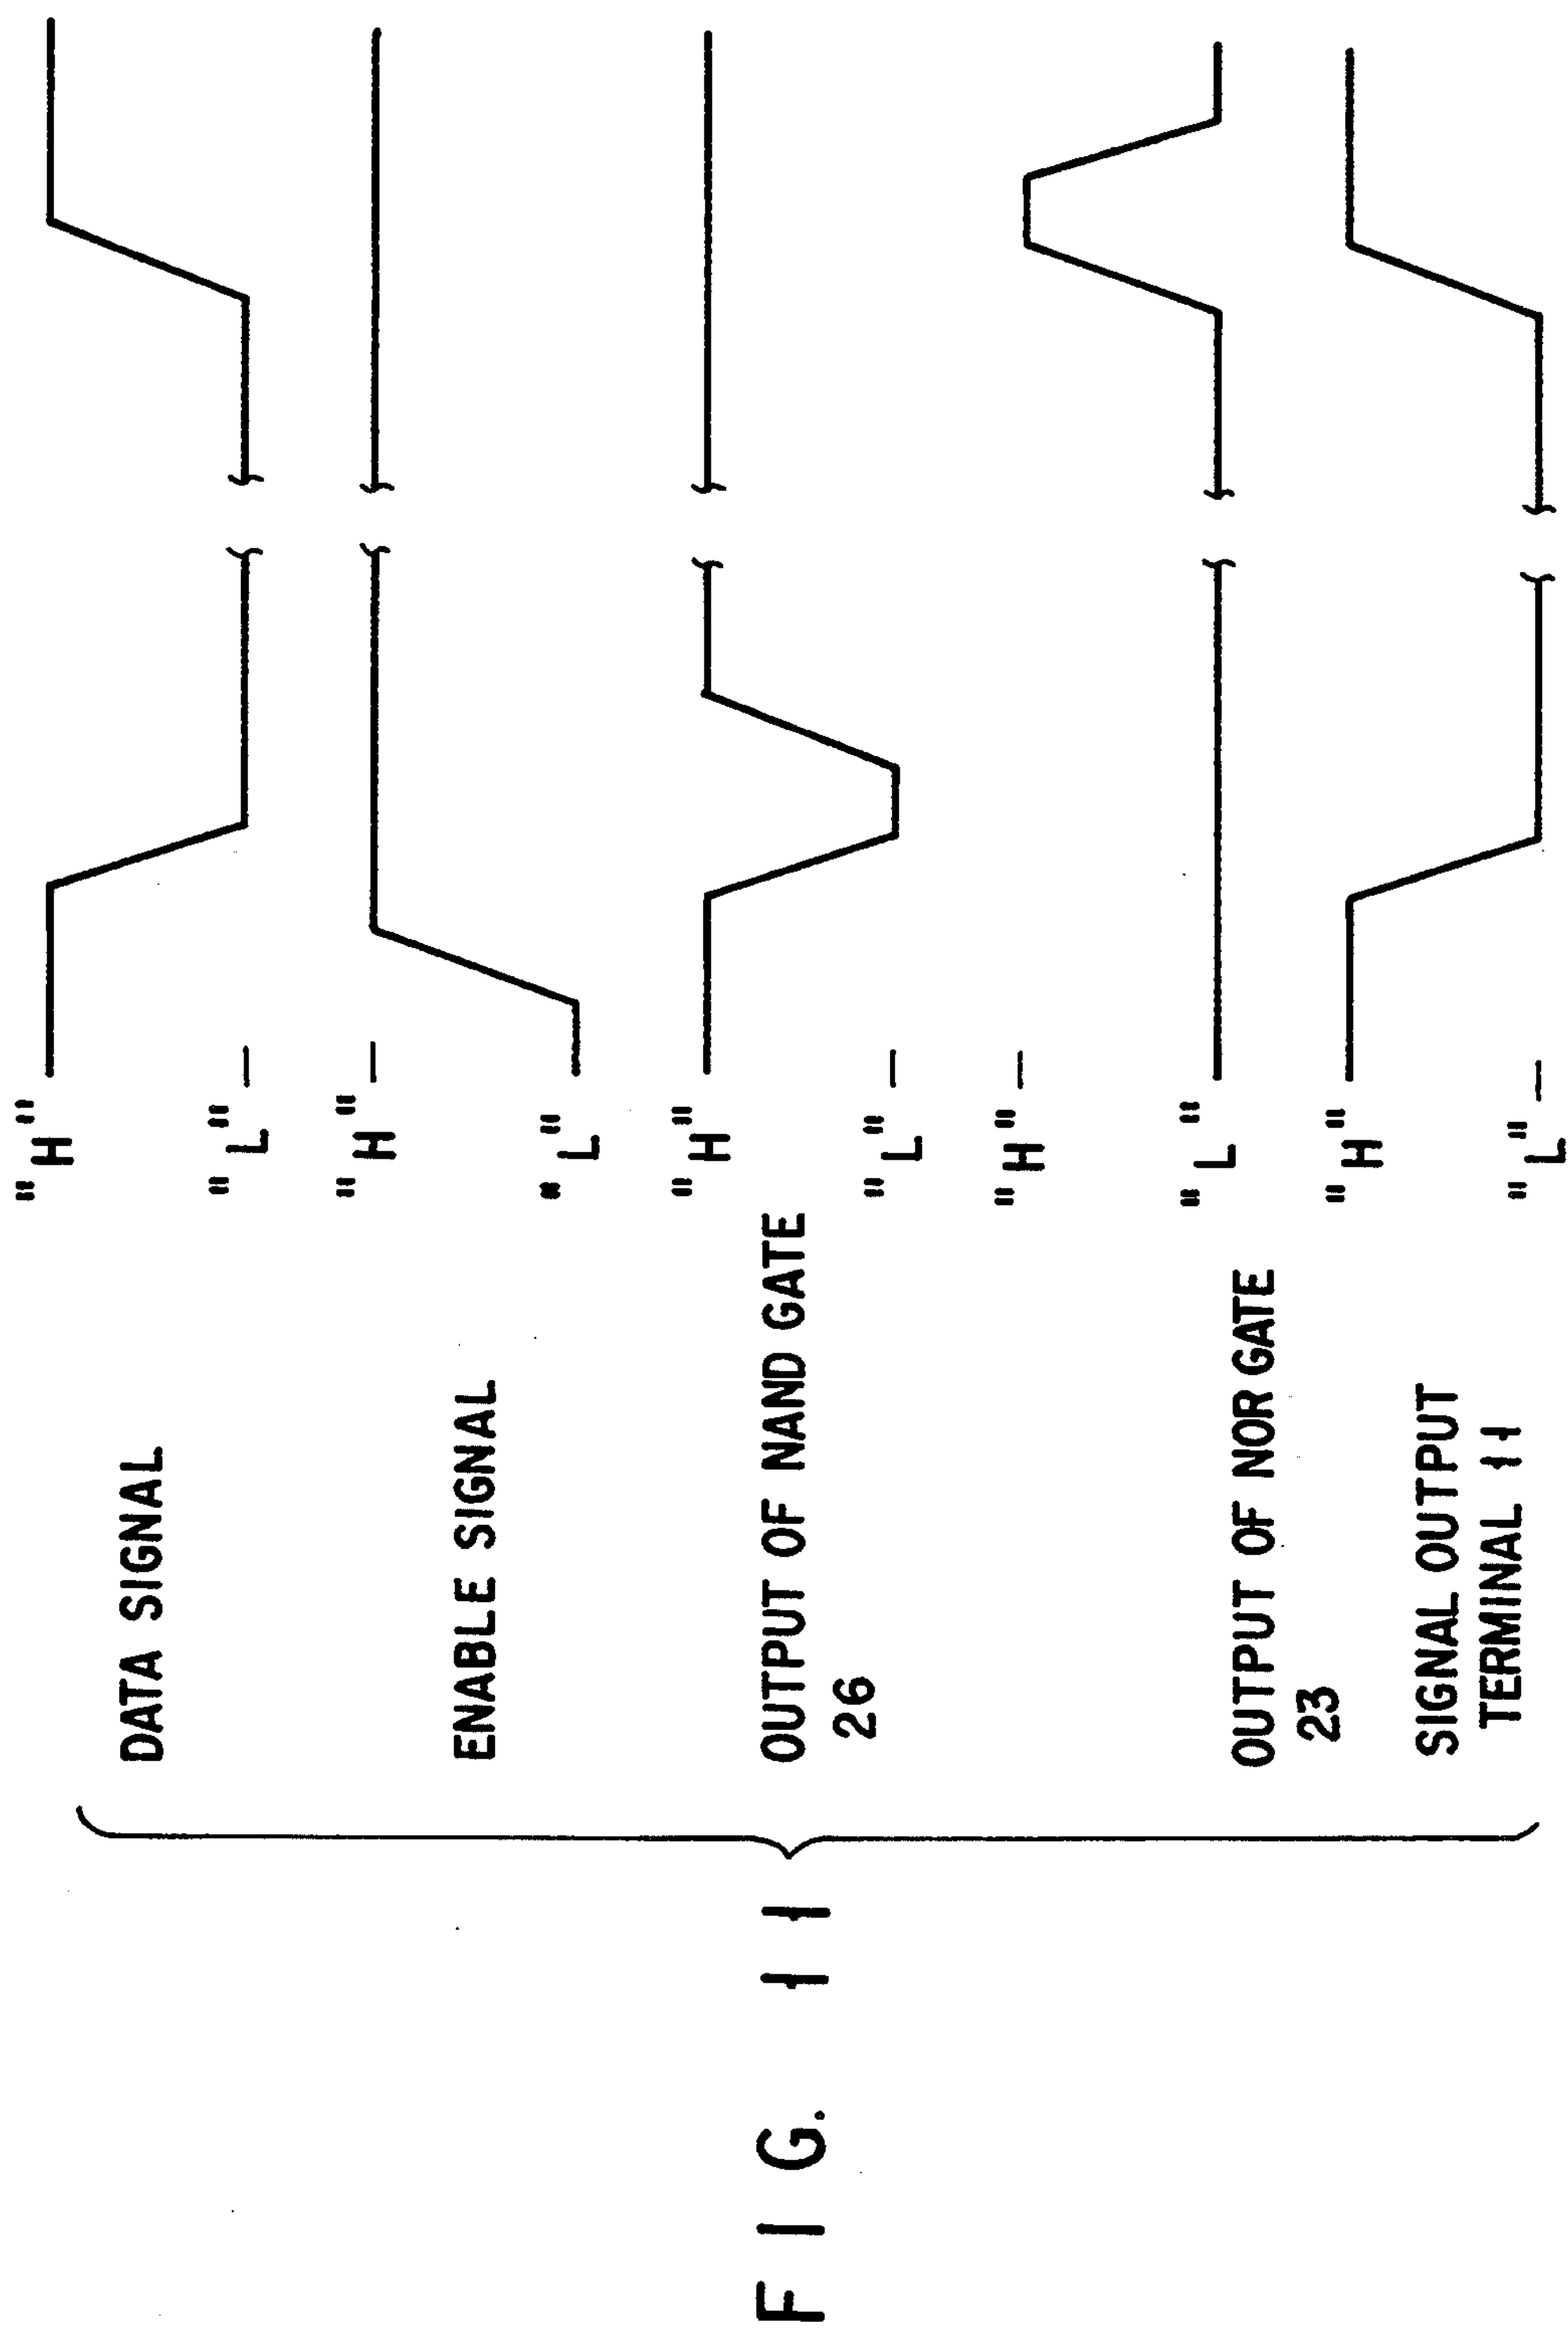 FIG. 11
DATA SIGNAL
"H"
"L"
ENABLE SIGNAL
"H"
"L"
OUTPUT OF NAND GATE
26
"H"
"L"
OUTPUT OF NOR GATE
23
"H"
"L"
SIGNAL OUTPUT
TERMINAL 11
"H"
"L"